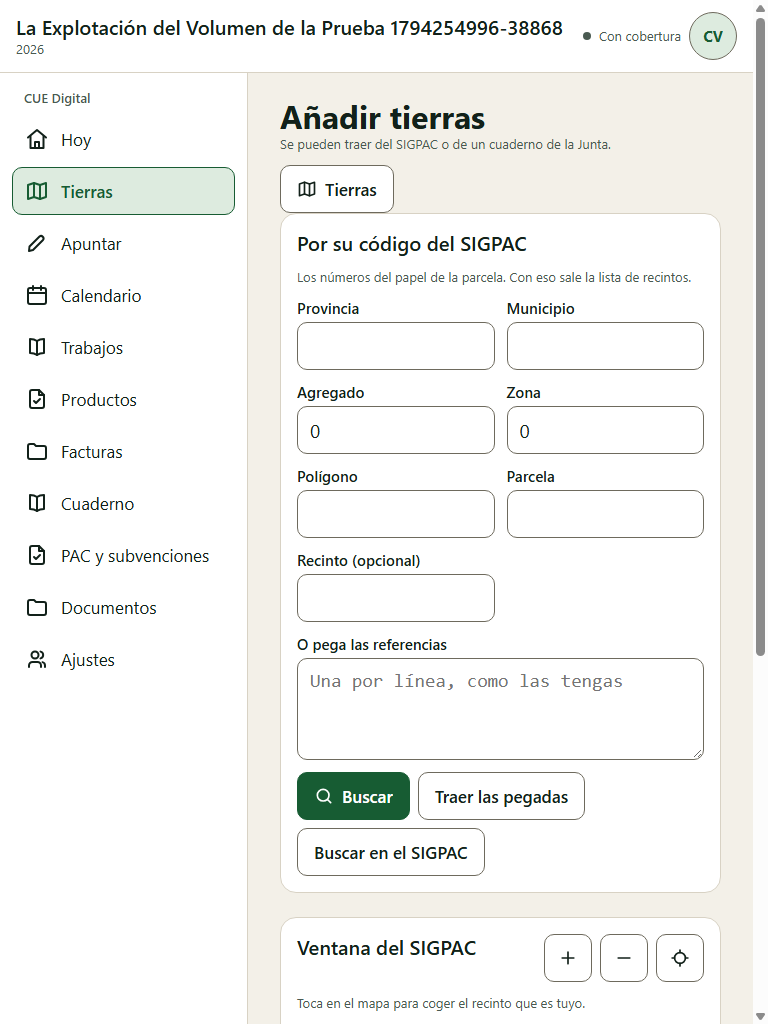 La Explotación del Volumen de la Prueba 1794254996-38868
2026
Con cobertura
CV
CUE Digital
Hoy
Tierras
Apuntar
Calendario
Trabajos
Productos
Facturas
Cuaderno
PAC y subvenciones
Documentos
Ajustes
Añadir tierras
Se pueden traer del SIGPAC o de un cuaderno de la Junta.
Tierras
Por su código del SIGPAC
Los números del papel de la parcela. Con eso sale la lista de recintos.
Provincia
Municipio
Agregado
Zona
0
0
Polígono
Parcela
Recinto (opcional)
O pega las referencias
Una por línea, como las tengas
Buscar
Traer las pegadas
Buscar en el SIGPAC
Ventana del SIGPAC
Toca en el mapa para coger el recinto que es tuyo.